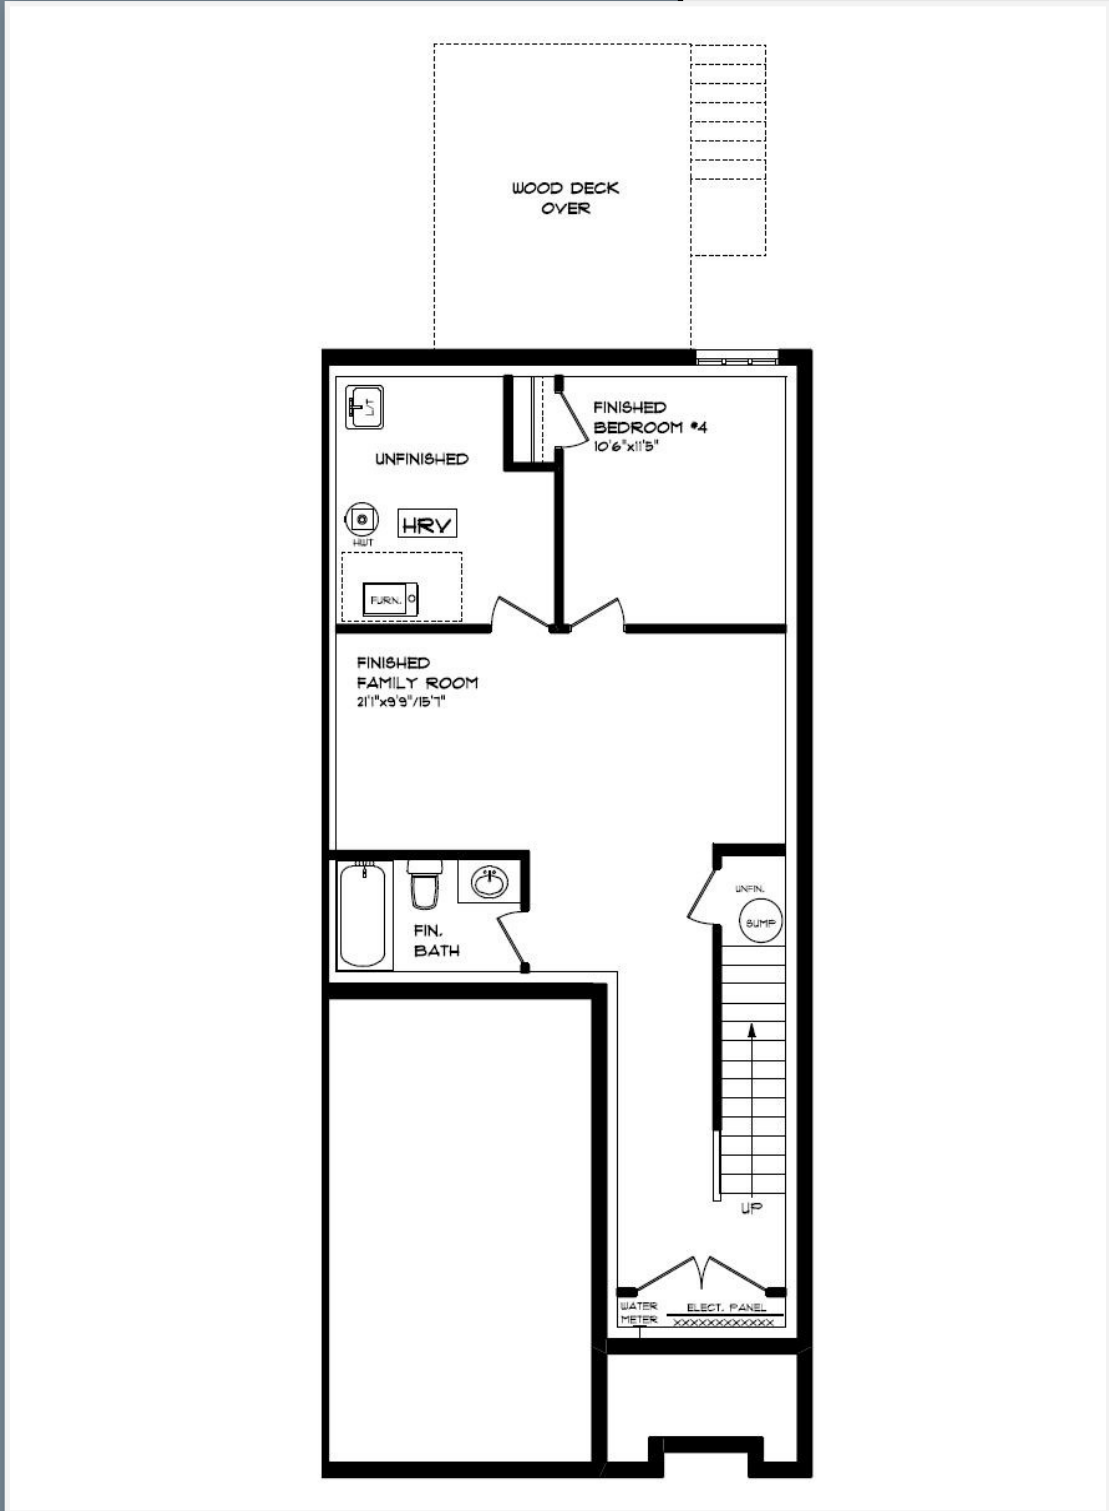 WOOD DECK
OVER
FINISHED
BEDROOM #4
10'6"x11'5"
L/T
UNFINISHED
HRV
HWT
FURN.
FINISHED
FAMILY ROOM
21'1"x9'9"/15'7"
UNFIN.
SUMP
FIN.
BATH
UP
WATER
METER
ELECT. PANEL
XXXXXXXXXXXX